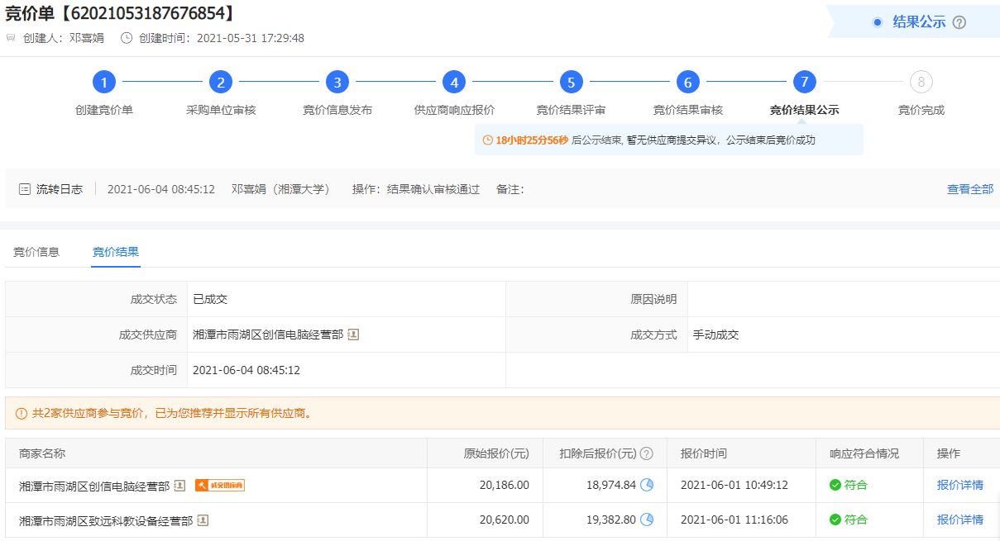 竞价单【62021053187676854】
创建人：邓喜娟 创建时间：2021-05-31 17:29:48
结果公示
1 2 3 4 5 6 7 8
创建竞价单 采购单位审核 竞价信息发布 供应商响应报价 竞价结果评审 竞价结果审核 竞价结果公示 竞价完成
18小时25分56秒 后公示结束, 暂无供应商提交异议，公示结束后竞价成功
流转日志 2021-06-04 08:45:12 邓喜娟（湘潭大学） 操作：结果确认审核通过 备注： 查看全部
竞价信息 竞价结果
成交状态 已成交 原因说明
成交供应商 湘潭市雨湖区创信电脑经营部 成交方式 手动成交
成交时间 2021-06-04 08:45:12
共2家供应商参与竞价，已为您推荐并显示所有供应商。
商家名称 原始报价(元) 扣除后报价(元) 报价时间 响应符合情况 操作
湘潭市雨湖区创信电脑经营部 成交供应商 20,186.00 18,974.84 2021-06-01 10:49:12 符合 报价详情
湘潭市雨湖区致远科教设备经营部 20,620.00 19,382.80 2021-06-01 11:16:06 符合 报价详情